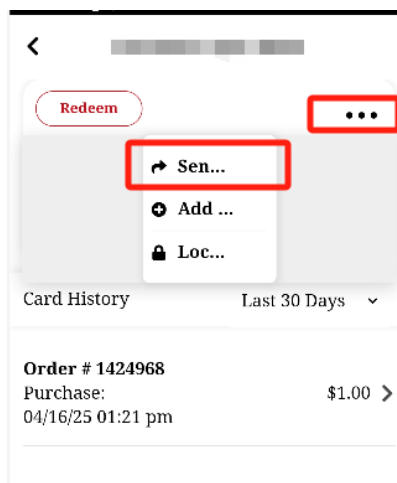 Redeem
Sen...
Add ...
Loc...
Card History
Last 30 Days
Order # 1424968
Purchase:
$1.00
04/16/25 01:21 pm